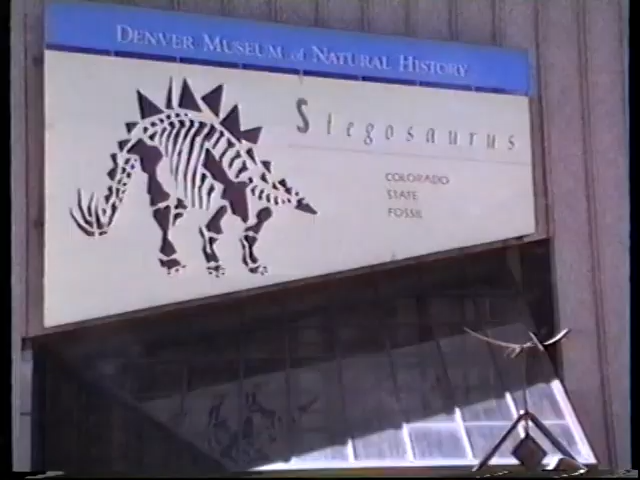 DENVER MUSEUM of NATURAL HISTORY
Stegosaurus
COLORADO
STATE
FOSSIL